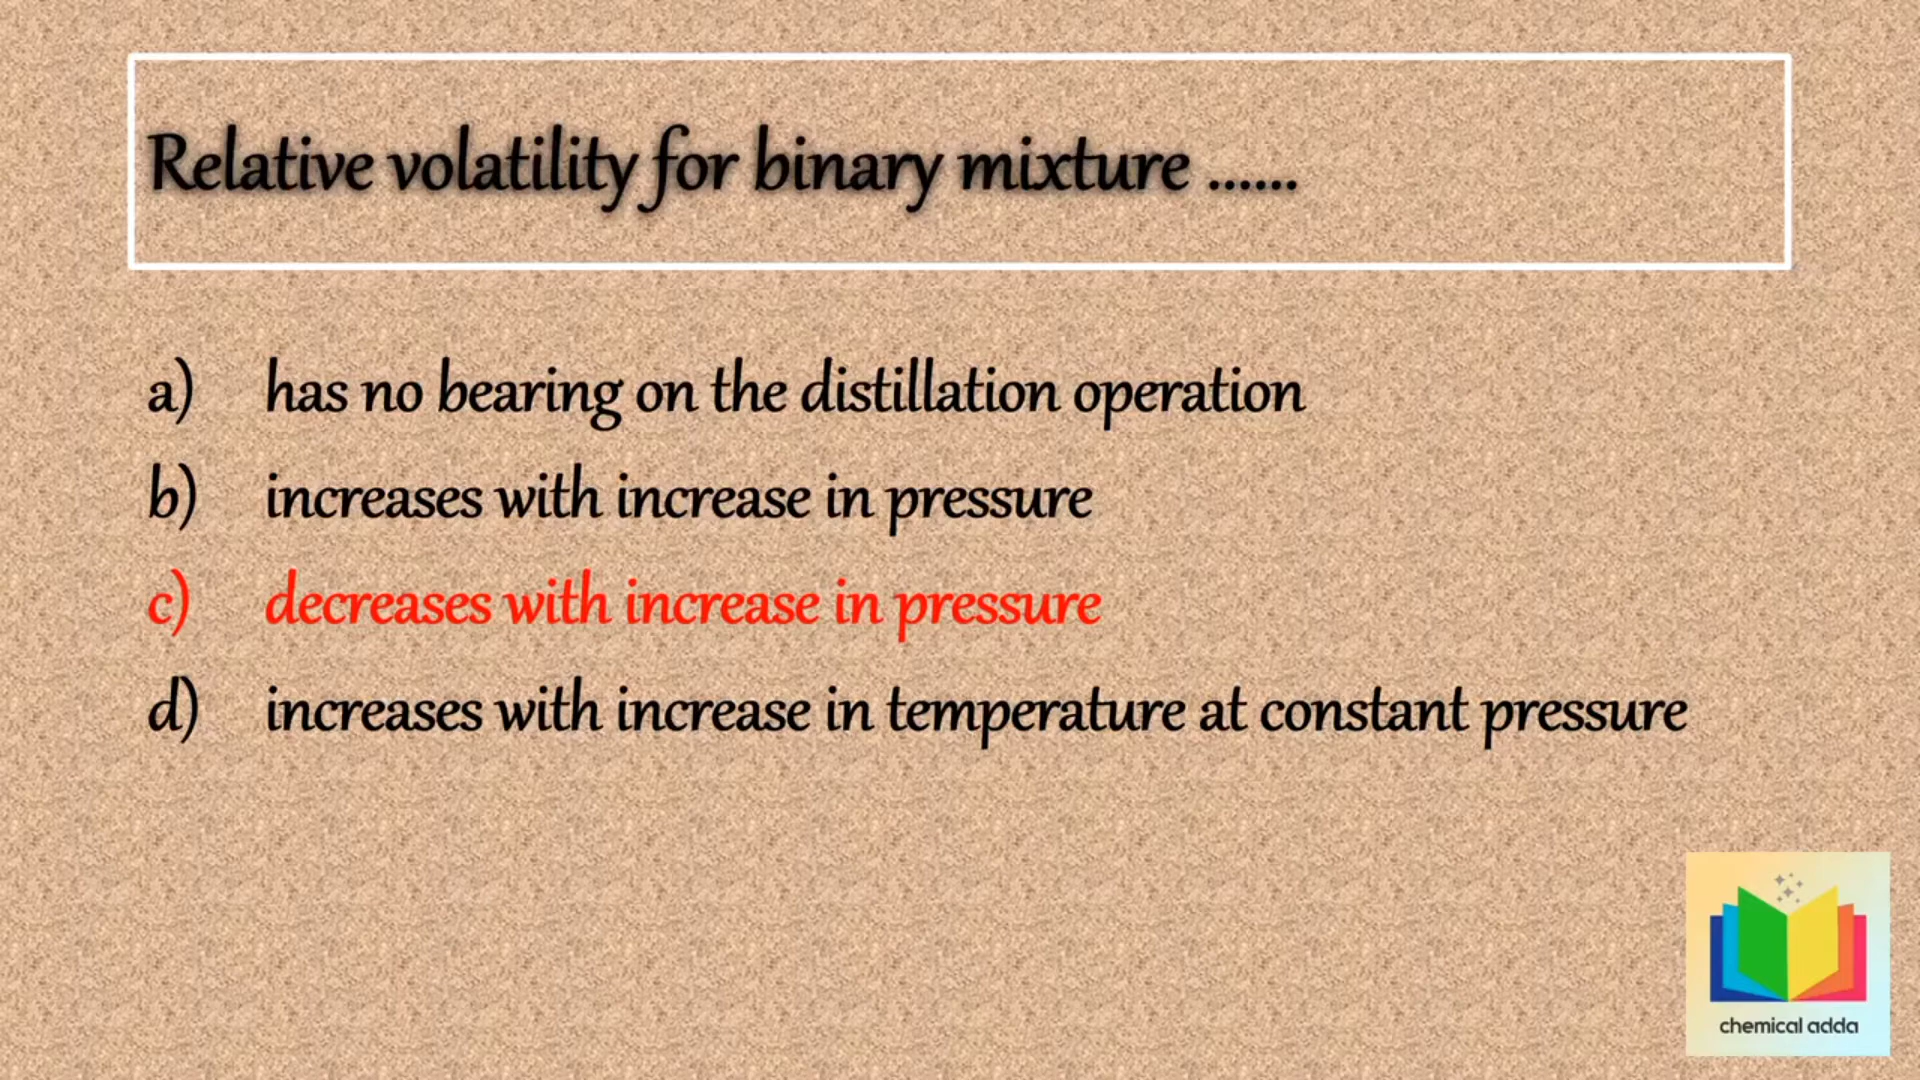 Relative volatility for binary mixture ......
a) has no bearing on the distillation operation
b) increases with increase in pressure
c) decreases with increase in pressure
d) increases with increase in temperature at constant pressure
chemical adda